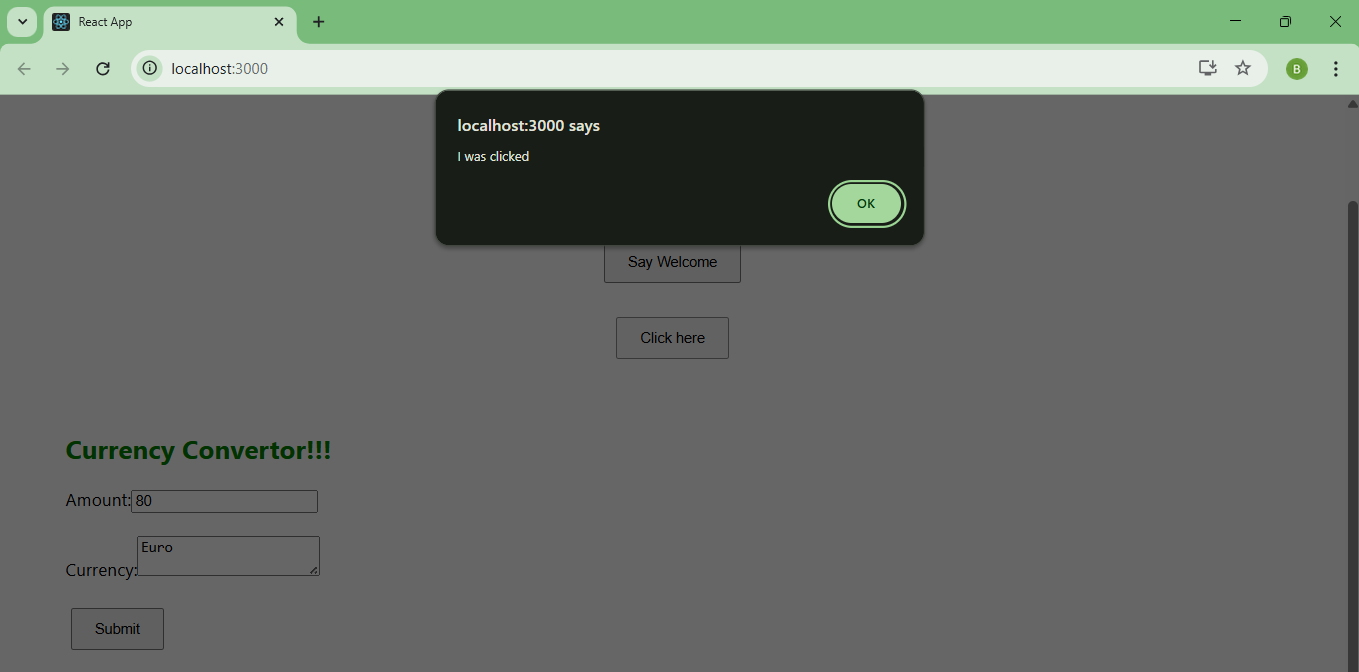 React App
localhost:3000
B
localhost:3000 says
I was clicked
OK
Say Welcome
Click here
Currency Convertor!!!
Amount:80
Euro
Currency:
Submit